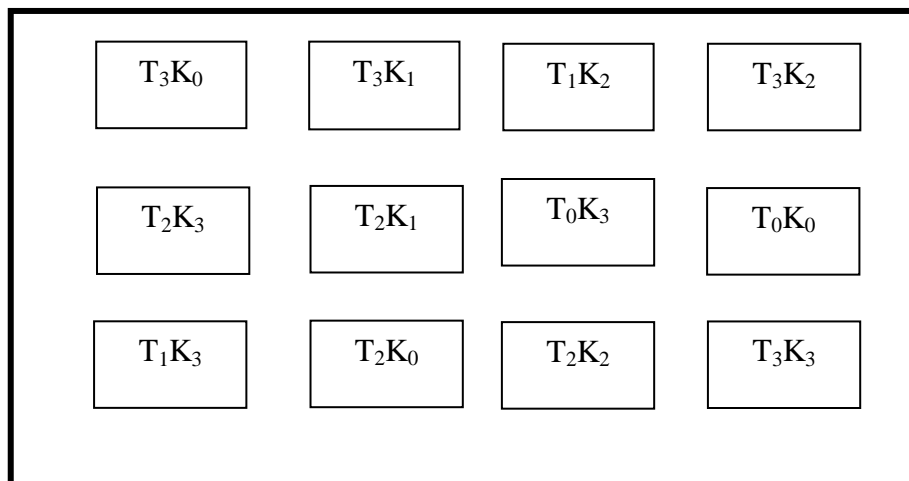 T₃K₀ T₃K₁ T₁K₂ T₃K₂
T₂K₃ T₂K₁ T₀K₃ T₀K₀
T₁K₃ T₂K₀ T₂K₂ T₃K₃